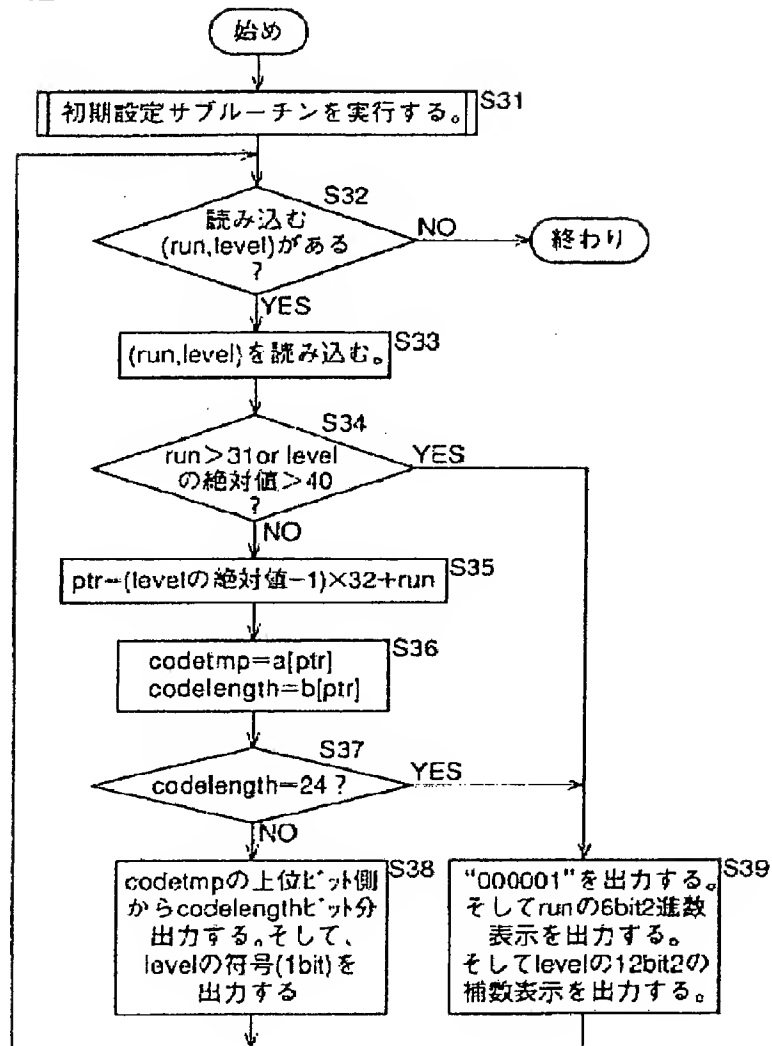 始め
初期設定サブルーチンを実行する。
S31
S32
読み込む
(run,level)がある
?
NO
終わり
YES
(run,level)を読み込む。
S33
S34
run>31or level
の絶対値>40
?
YES
NO
ptr=(levelの絶対値-1)×32+run
S35
codetmp=a[ptr]
codelength=b[ptr]
S36
S37
codelength=24 ?
YES
NO
codetmpの上位ビット側
からcodelengthビット分
出力する。そして、
levelの符号(1bit)を
出力する
S38
"000001"を出力する。
そしてrunの6bit2進数
表示を出力する。
そしてlevelの12bit2の
補数表示を出力する。
S39